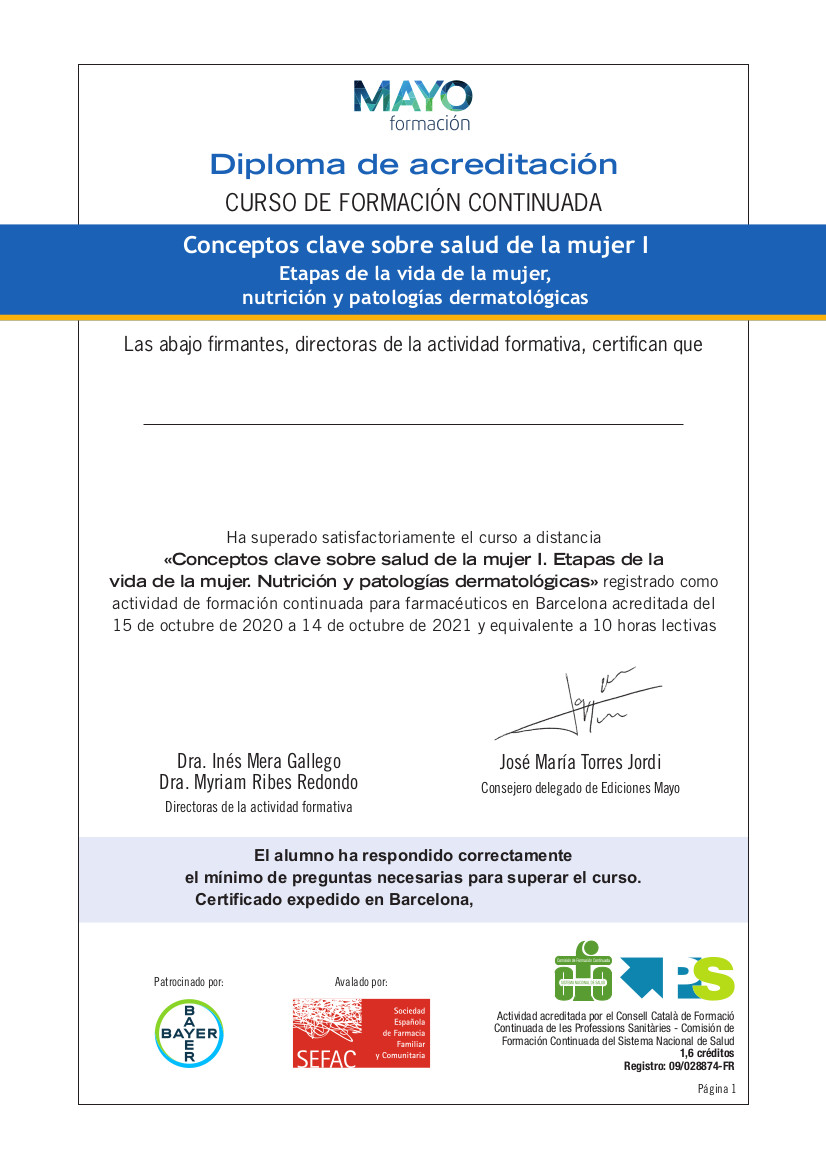 MAYO
formación
Diploma de acreditación
CURSO DE FORMACIÓN CONTINUADA
Conceptos clave sobre salud de la mujer I
Etapas de la vida de la mujer,
nutrición y patologías dermatológicas
Las abajo firmantes, directoras de la actividad formativa, certifican que
Ha superado satisfactoriamente el curso a distancia
«Conceptos clave sobre salud de la mujer I. Etapas de la
vida de la mujer. Nutrición y patologías dermatológicas» registrado como
actividad de formación continuada para farmacéuticos en Barcelona acreditada del
15 de octubre de 2020 a 14 de octubre de 2021 y equivalente a 10 horas lectivas
Dra. Inés Mera Gallego
Dra. Myriam Ribes Redondo
Directoras de la actividad formativa
José María Torres Jordi
Consejero delegado de Ediciones Mayo
El alumno ha respondido correctamente
el mínimo de preguntas necesarias para superar el curso.
Certificado expedido en Barcelona,
Patrocinado por:
BAYER
BAYER
Avalado por:
SEFAC
Sociedad
Española
de Farmacia
Familiar
y Comunitaria
Comisión de Formación Continuada
SISTEMA NACIONAL DE SALUD
PS
Actividad acreditada por el Consell Català de Formació
Continuada de les Professions Sanitàries - Comisión de
Formación Continuada del Sistema Nacional de Salud
1,6 créditos
Registro: 09/028874-FR
Página 1